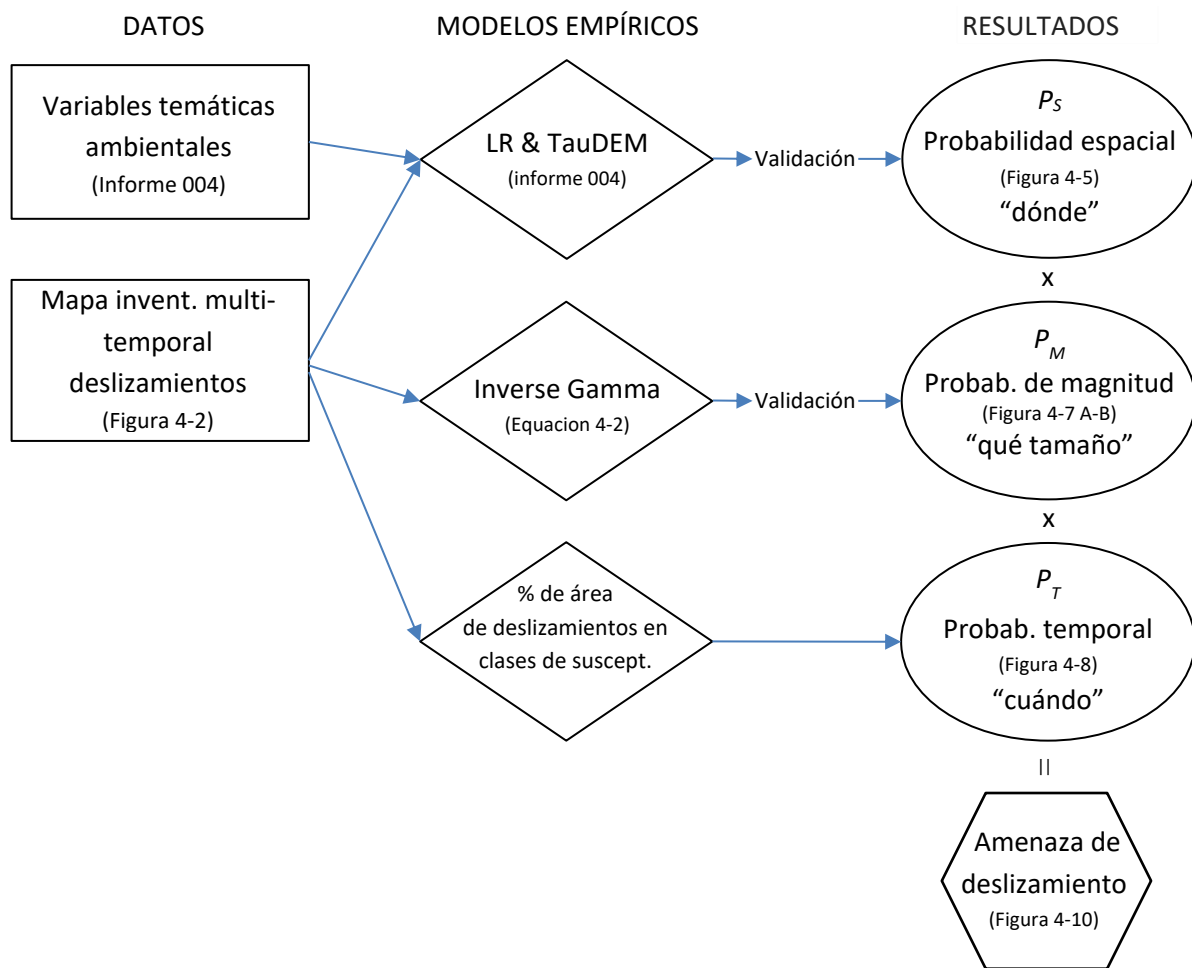 DATOS
MODELOS EMPÍRICOS
RESULTADOS
Variables temáticas
ambientales
(Informe 004)
LR & TauDEM
(informe 004)
Validación
PS
Probabilidad espacial
(Figura 4-5)
“dónde”
x
Mapa invent. multi-
temporal
deslizamientos
(Figura 4-2)
Inverse Gamma
(Equacion 4-2)
Validación
PM
Probab. de magnitud
(Figura 4-7 A-B)
“qué tamaño”
x
% de área
de deslizamientos en
clases de suscept.
PT
Probab. temporal
(Figura 4-8)
“cuándo”
=
Amenaza de
deslizamiento
(Figura 4-10)